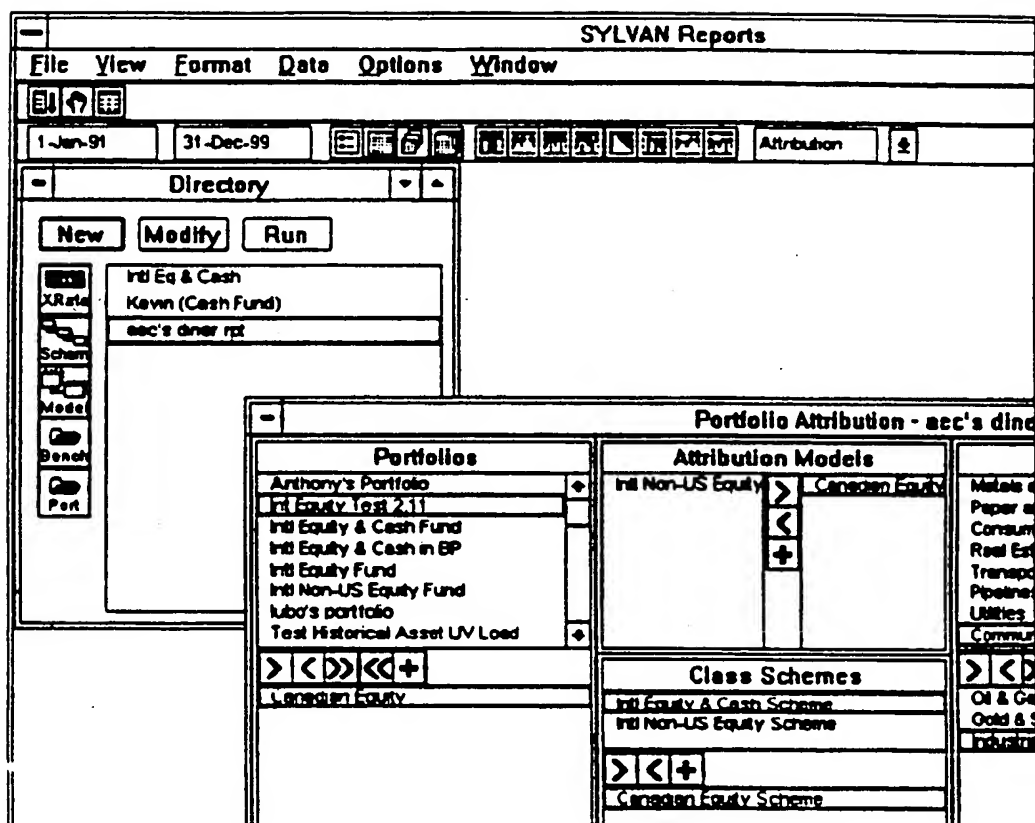 SYLVAN Reports
File View Format Data Options Window
1-Jan-91 31-Dec-99 Attribution
Directory
New Modify Run
XRate
Schem
Model
Bench
Port
Intl Eq & Cash
Kevin (Cash Fund)
aec's diner rpt
Portfolio Attribution - aec's dine
Portfolios
Anthony's Portfolio
Int Equity Test 2.11
Intl Equity & Cash Fund
Intl Equity & Cash in BP
Intl Equity Fund
Intl Non-US Equity Fund
lubo's portfolio
Test Historical Asset UV Load
> < >> << +
Canadian Equity
Attribution Models
Intl Non-US Equity
>
<
+
Canadian Equity
Class Schemes
Intl Equity & Cash Scheme
Intl Non-US Equity Scheme
> < +
Canadian Equity Scheme
Metals
Paper
Consum
Real Est
Transpo
Pipelines
Utilities
Commun
> <
Oil & Ga
Gold & S
Industria